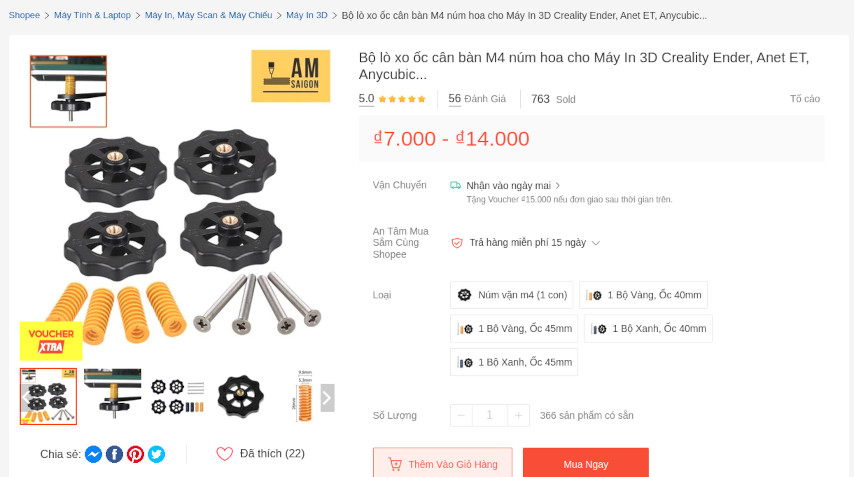 Shopee > Máy Tính & Laptop > Máy In, Máy Scan & Máy Chiếu > Máy In 3D > Bộ lò xo ốc cân bàn M4 núm hoa cho Máy In 3D Creality Ender, Anet ET, Anycubic...
AM
SAIGON
VOUCHER
XTRA
Chia sẻ:
Đã thích (22)
Bộ lò xo ốc cân bàn M4 núm hoa cho Máy In 3D Creality Ender, Anet ET,
Anycubic...
5.0
56 Đánh Giá
763 Sold
Tố cáo
₫7.000 - ₫14.000
Vận Chuyển
Nhận vào ngày mai >
Tặng Voucher ₫15.000 nếu đơn giao sau thời gian trên.
An Tâm Mua
Sắm Cùng
Shopee
Trả hàng miễn phí 15 ngày
Loại
Núm vặn m4 (1 con)
1 Bộ Vàng, Ốc 40mm
1 Bộ Vàng, Ốc 45mm
1 Bộ Xanh, Ốc 40mm
1 Bộ Xanh, Ốc 45mm
Số Lượng
− 1 +
366 sản phẩm có sẵn
Thêm Vào Giỏ Hàng
Mua Ngay